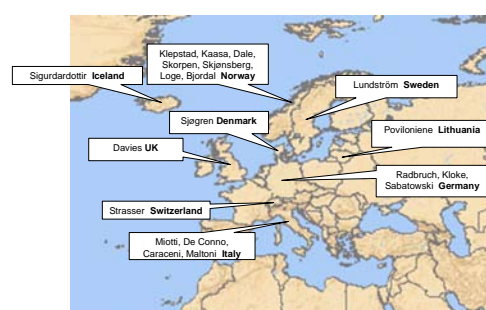 Klepstad, Kaasa, Dale,
Skorpen, Skjønsberg,
Loge, Bjordal Norway
Sigurdardottir Iceland
Lundström Sweden
Sjøgren Denmark
Poviloniene Lithuania
Davies UK
Radbruch, Kloke,
Sabatowski Germany
Strasser Switzerland
Miotti, De Conno,
Caraceni, Maltoni Italy